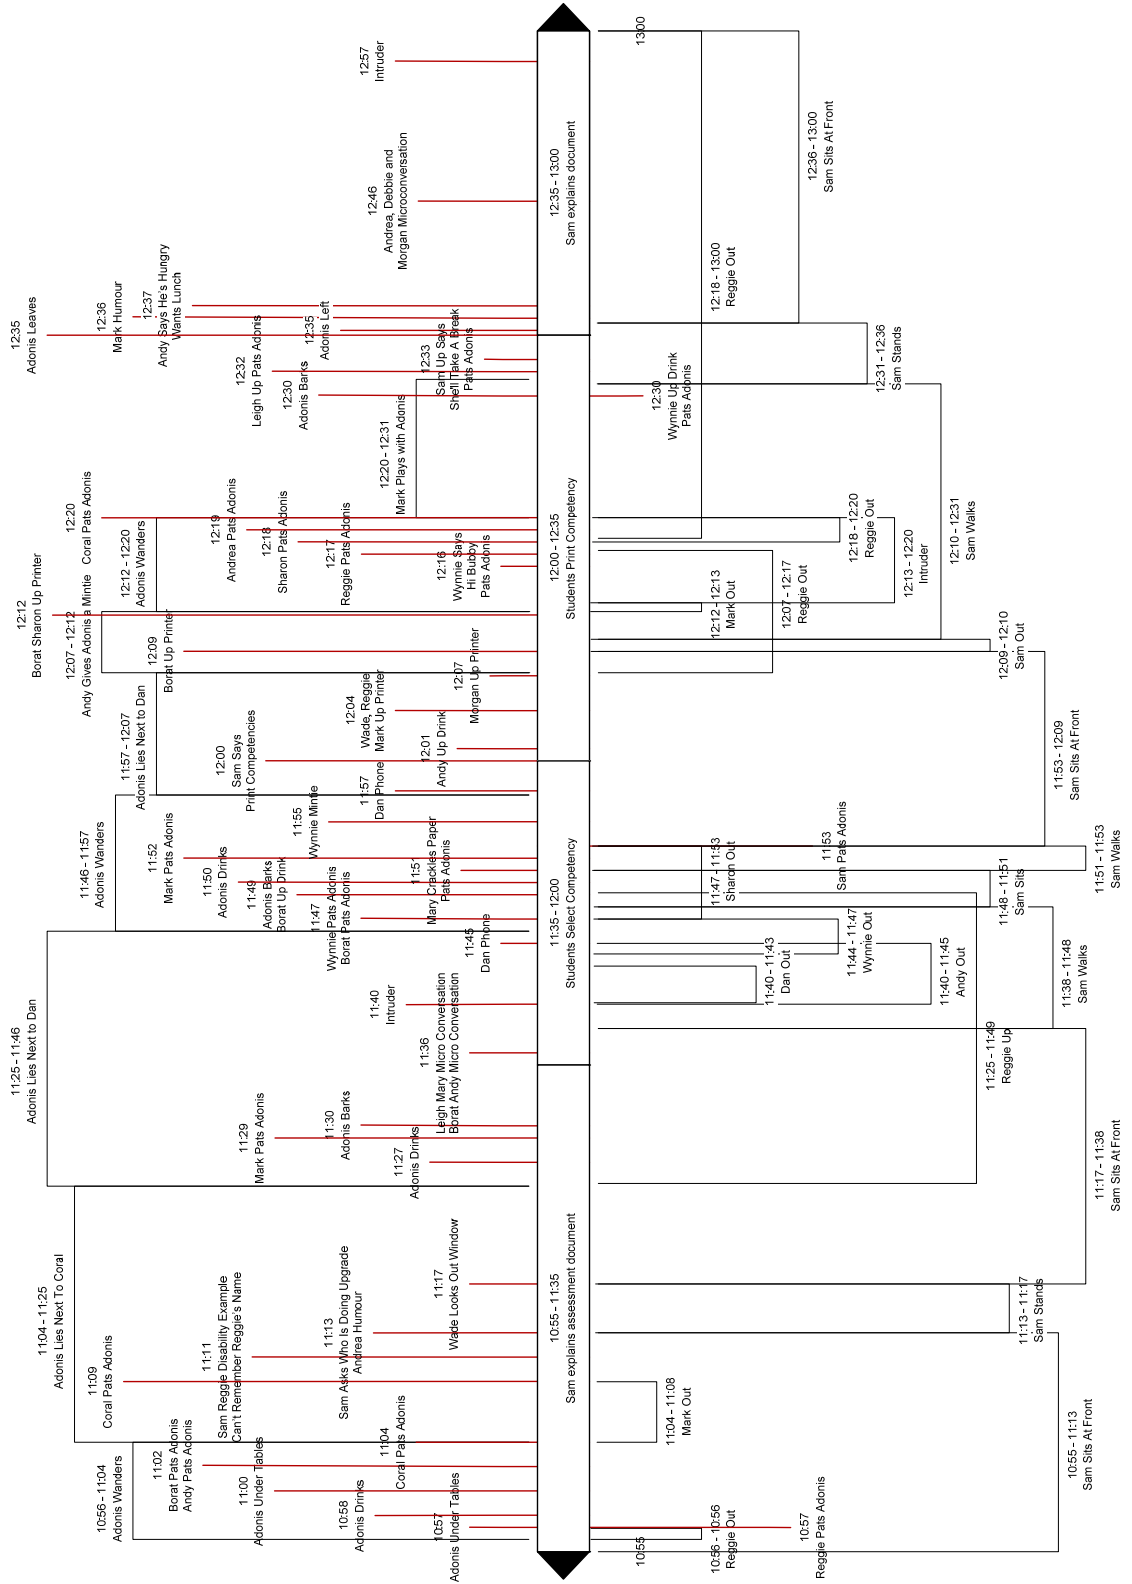 12:35
Adonis Leaves
12:12
Borat Sharon Up Printer
11:25 – 11:46
Adonis Lies Next to Dan
11:04 – 11:25
Adonis Lies Next To Coral
12:07 – 12:12
Andy Gives Adonis a Mintie
12:20
Coral Pats Adonis
12:36
Mark Humour
11:46 – 11:57
Adonis Wanders
11:09
Coral Pats Adonis
10:56 – 11:04
Adonis Wanders
11:57 – 12:07
Adonis Lies Next to Dan
12:12 – 12:20
Adonis Wanders
12:37
Andy Says He's Hungry
Wants Lunch
12:09
Borat Up Printer
11:52
Mark Pats Adonis
11:02
Borat Pats Adonis
Andy Pats Adonis
11:11
Sam Reggie Disability Example
Can't Remember Reggie's Name
11:50
Adonis Drinks
12:00
Sam Says
Print Competencies
12:19
Andrea Pats Adonis
12:32
Leigh Up Pats Adonis
11:00
Adonis Under Tables
11:29
Mark Pats Adonis
11:49
Adonis Barks
Borat Up Drink
12:18
Sharon Pats Adonis
12:30
Adonis Barks
12:35
Adonis Left
11:55
Wynnie Mintie
11:47
Wynnie Pats Adonis
Borat Pats Adonis
11:13
Sam Asks Who Is Doing Upgrade
Andrea Humour
11:30
Adonis Barks
12:17
Reggie Pats Adonis
10:58
Adonis Drinks
12:04
Wade, Reggie
Mark Up Printer
11:57
Dan Phone
12:57
Intruder
12:46
Andrea, Debbie and
Morgan Microconversation
12:20 – 12:31
Mark Plays with Adonis
11:40
Intruder
11:04
Coral Pats Adonis
11:27
Adonis Drinks
11:51
Mary Crackles Paper
Pats Adonis
12:01
Andy Up Drink
12:33
Sam Up Says
She'll Take A Break
Pats Adonis
11:36
Leigh Mary Micro Conversation
Borat Andy Micro Conversation
12:16
Wynnie Says
Hi Bubby
Pats Adonis
12:07
Morgan Up Printer
11:45
Dan Phone
11:17
Wade Looks Out Window
10:57
Adonis Under Tables
10:55 – 11:35
Sam explains assessment document
11:35 – 12:00
Students Select Competency
12:00 – 12:35
Students Print Competency
12:35 – 13:00
Sam explains document
10:55
13:00
12:30
Wynnie Up Drink
Pats Adonis
11:04 – 11:08
Mark Out
10:56 – 10:56
Reggie Out
11:47 – 11:53
Sharon Out
12:12 – 12:13
Mark Out
12:18 – 13:00
Reggie Out
11:40 – 11:43
Dan Out
12:07 – 12:17
Reggie Out
10:57
Reggie Pats Adonis
11:53
Sam Pats Adonis
12:36 – 13:00
Sam Sits At Front
11:44 – 11:47
Wynnie Out
12:18 – 12:20
Reggie Out
12:31 – 12:36
Sam Stands
12:13 – 12:20
Intruder
11:40 – 11:45
Andy Out
12:10 – 12:31
Sam Walks
11:25 – 11:49
Reggie Up
11:48 – 11:51
Sam Sits
12:09 – 12:10
Sam Out
11:13 – 11:17
Sam Stands
11:53 – 12:09
Sam Sits At Front
11:38 – 11:48
Sam Walks
10:55 – 11:13
Sam Sits At Front
11:51 – 11:53
Sam Walks
11:17 – 11:38
Sam Sits At Front